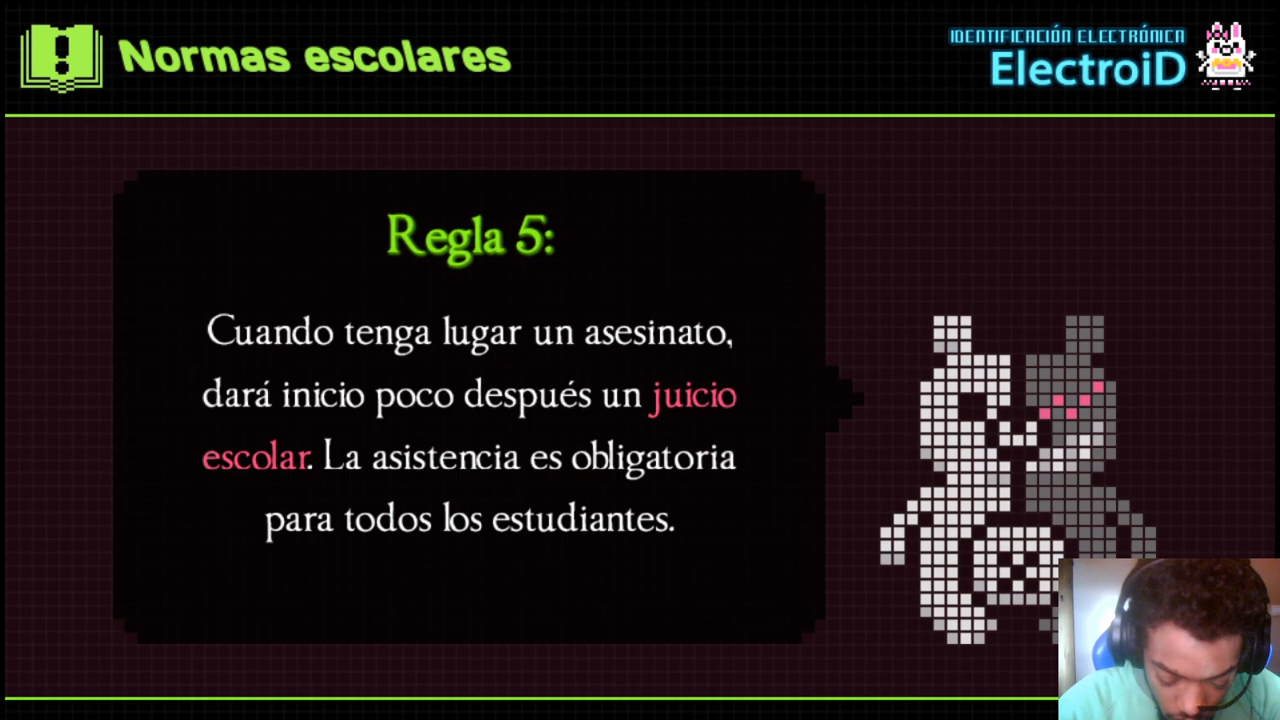 Normas escolares
IDENTIFICACIÓN ELECTRÓNICA
ElectroiD
Regla 5:
Cuando tenga lugar un asesinato,
dará inicio poco después un juicio
escolar. La asistencia es obligatoria
para todos los estudiantes.